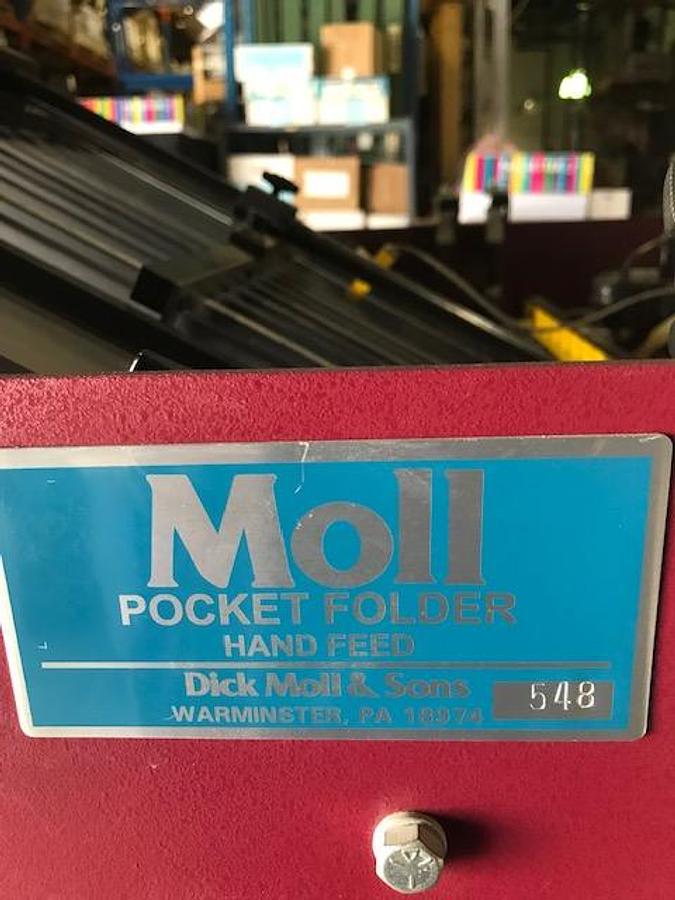 Moll
POCKET FOLDER
HAND FEED
Dick Moll & Sons
WARMINSTER, PA 18974
548